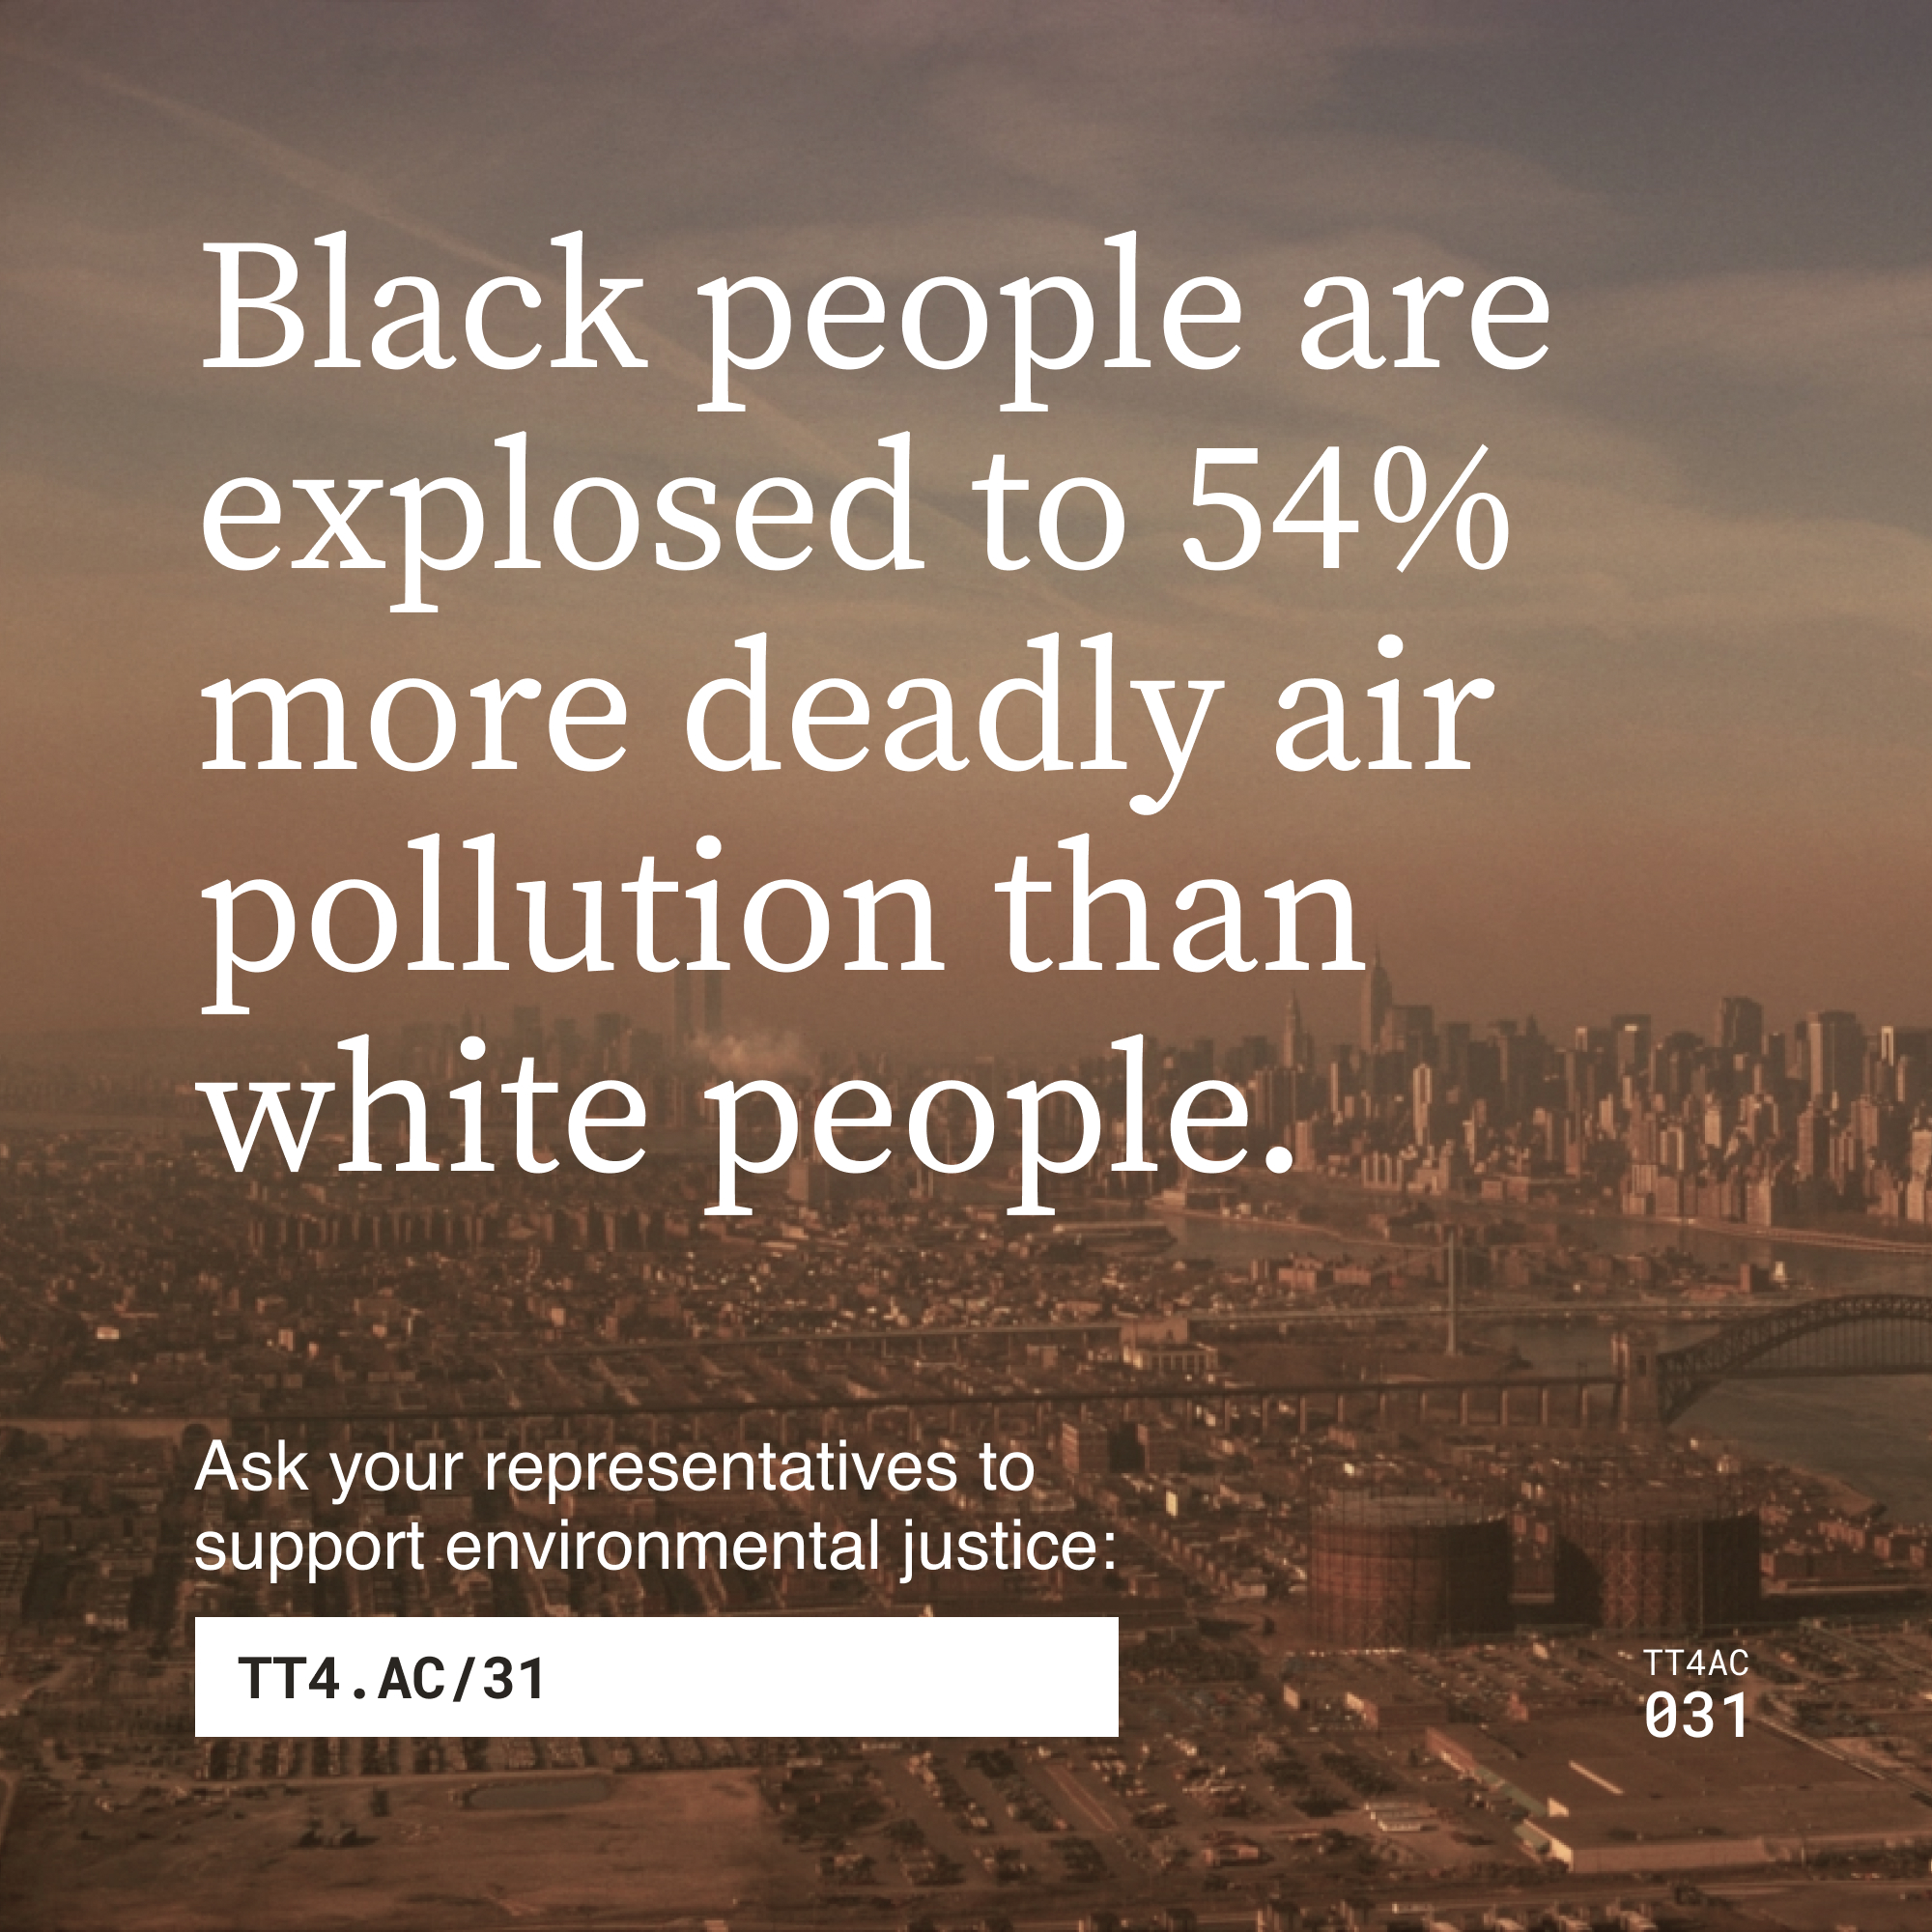 Black people are
explosed to 54%
more deadly air
pollution than
white people.
Ask your representatives to
support environmental justice:
TT4.AC/31
TT4AC
031